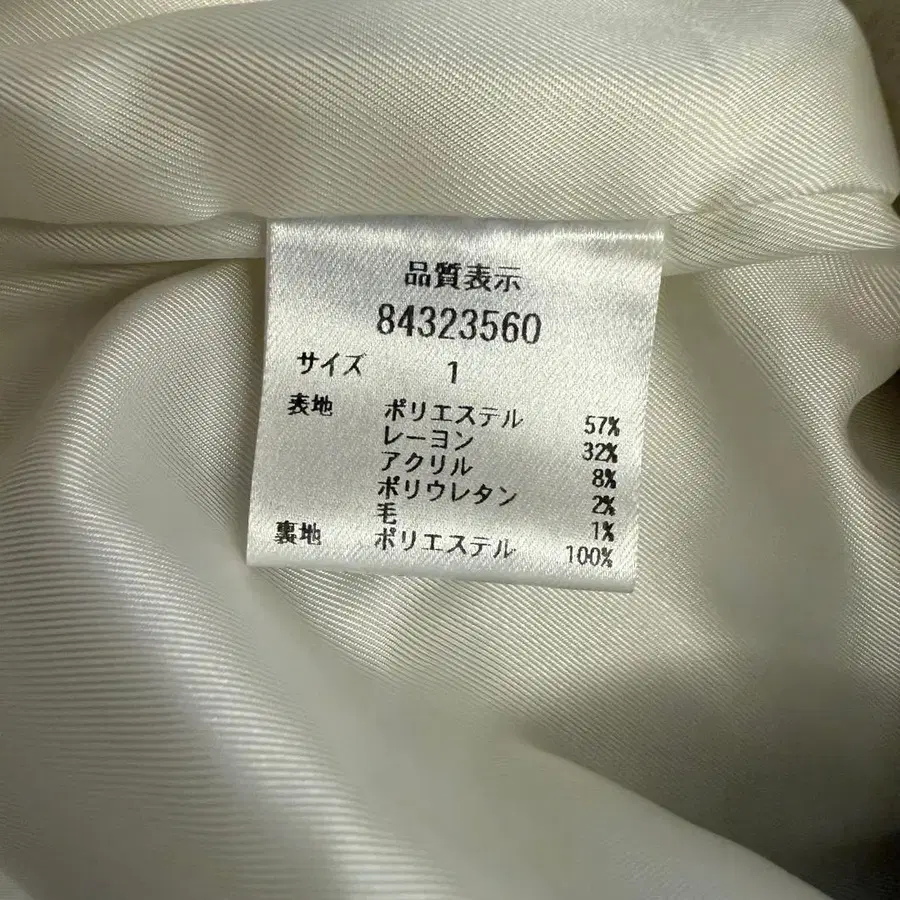 品質表示
84323560
サイズ 1
表地 ポリエステル 57%
レーヨン 32%
アクリル 8%
ポリウレタン 2%
毛 1%
裏地 ポリエステル 100%